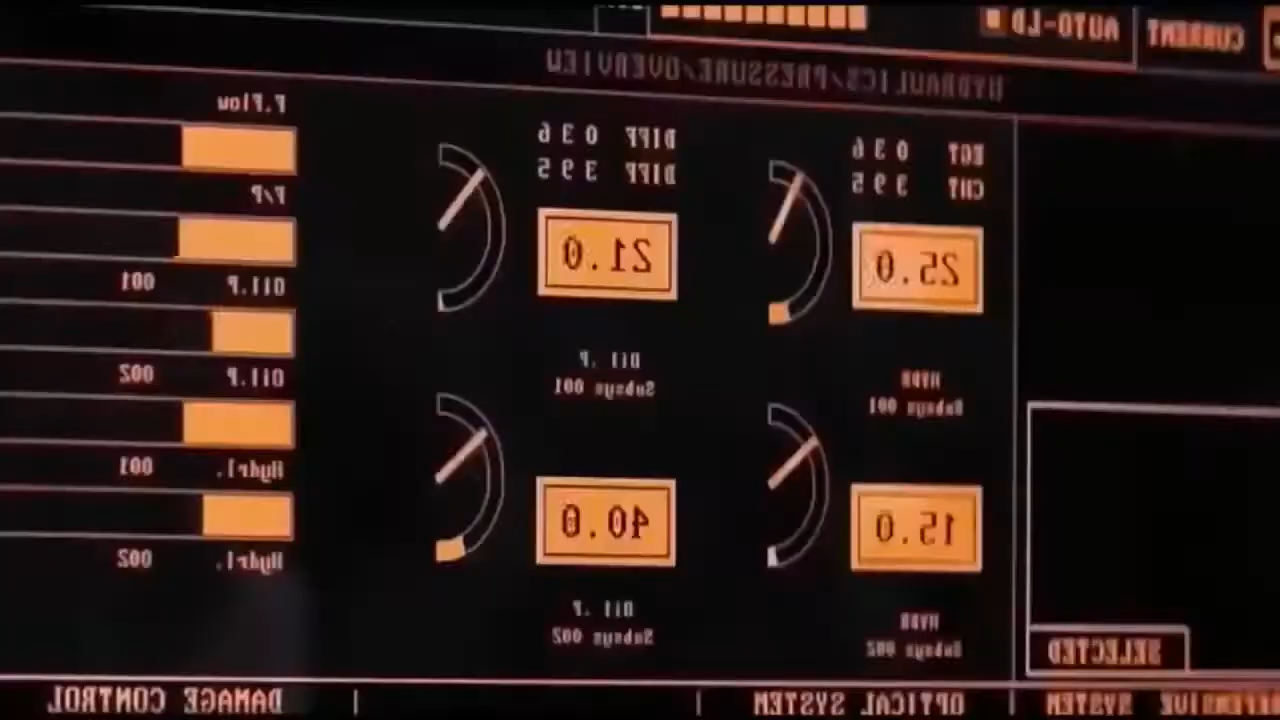 CURRENT
AUTO-LD
HYDRAULICS/PRESSURE/OVERVIEW
EGT 036
CHT 395
25.0
HYDR
Subsys 001
15.0
HYDR
Subsys 002
DIFF 036
DIFF 395
21.0
Oil .P
Subsys 001
40.0
Oil .P
Subsys 002
F.Flow
F/P
Oil.P 001
Oil.P 002
Hydrl. 001
Hydrl. 002
SELECTED
SYSTEM
OPTICAL SYSTEM
DAMAGE CONTROL